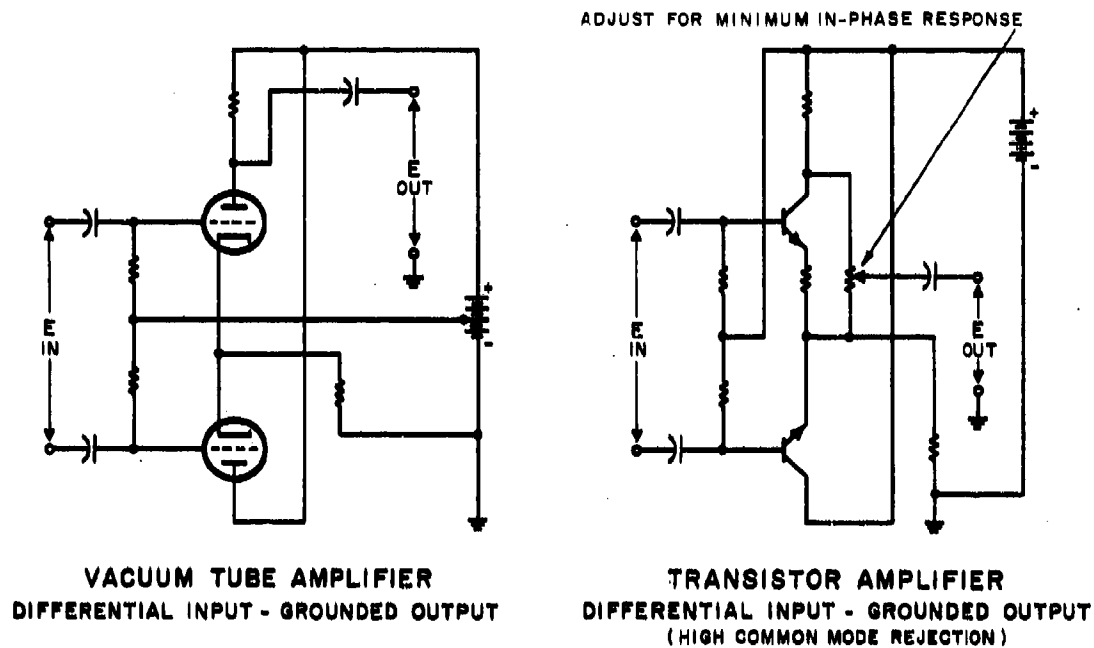 ADJUST FOR MINIMUM IN-PHASE RESPONSE
E
OUT
+
-
E
IN
+
-
E
IN
E
OUT
VACUUM TUBE AMPLIFIER
DIFFERENTIAL INPUT - GROUNDED OUTPUT
TRANSISTOR AMPLIFIER
DIFFERENTIAL INPUT - GROUNDED OUTPUT
(HIGH COMMON MODE REJECTION)